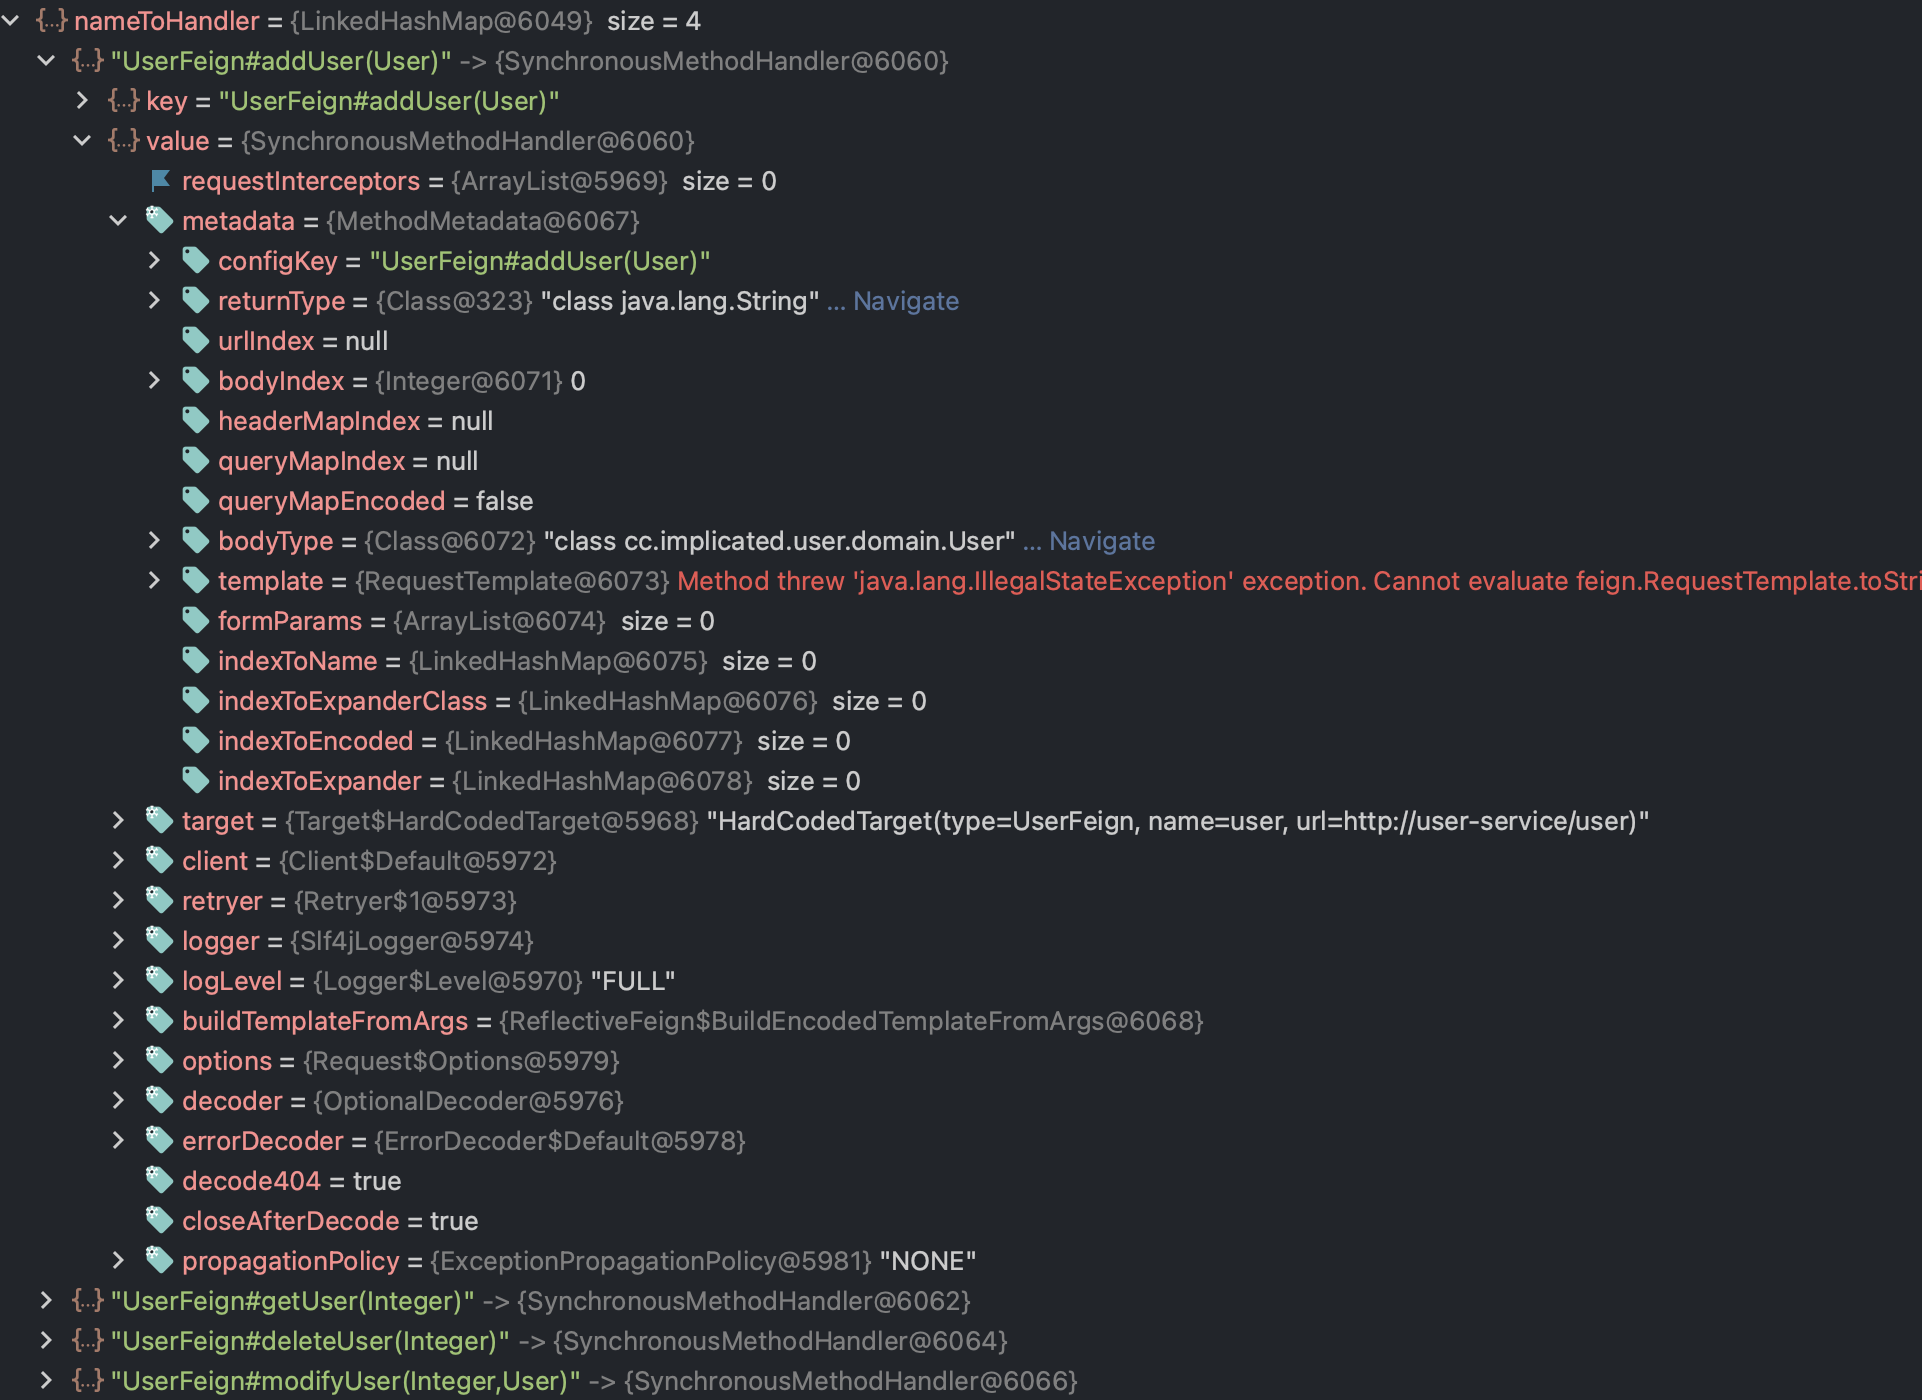 {...} nameToHandler = {LinkedHashMap@6049} size = 4
{...} "UserFeign#addUser(User)" -> {SynchronousMethodHandler@6060}
{...} key = "UserFeign#addUser(User)"
{...} value = {SynchronousMethodHandler@6060}
requestInterceptors = {ArrayList@5969} size = 0
metadata = {MethodMetadata@6067}
configKey = "UserFeign#addUser(User)"
returnType = {Class@323} "class java.lang.String" ... Navigate
urlIndex = null
bodyIndex = {Integer@6071} 0
headerMapIndex = null
queryMapIndex = null
queryMapEncoded = false
bodyType = {Class@6072} "class cc.implicated.user.domain.User" ... Navigate
template = {RequestTemplate@6073} Method threw 'java.lang.IllegalStateException' exception. Cannot evaluate feign.RequestTemplate.toStri
formParams = {ArrayList@6074} size = 0
indexToName = {LinkedHashMap@6075} size = 0
indexToExpanderClass = {LinkedHashMap@6076} size = 0
indexToEncoded = {LinkedHashMap@6077} size = 0
indexToExpander = {LinkedHashMap@6078} size = 0
target = {Target$HardCodedTarget@5968} "HardCodedTarget(type=UserFeign, name=user, url=http://user-service/user)"
client = {Client$Default@5972}
retryer = {Retryer$1@5973}
logger = {Slf4jLogger@5974}
logLevel = {Logger$Level@5970} "FULL"
buildTemplateFromArgs = {ReflectiveFeign$BuildEncodedTemplateFromArgs@6068}
options = {Request$Options@5979}
decoder = {OptionalDecoder@5976}
errorDecoder = {ErrorDecoder$Default@5978}
decode404 = true
closeAfterDecode = true
propagationPolicy = {ExceptionPropagationPolicy@5981} "NONE"
{...} "UserFeign#getUser(Integer)" -> {SynchronousMethodHandler@6062}
{...} "UserFeign#deleteUser(Integer)" -> {SynchronousMethodHandler@6064}
{...} "UserFeign#modifyUser(Integer,User)" -> {SynchronousMethodHandler@6066}